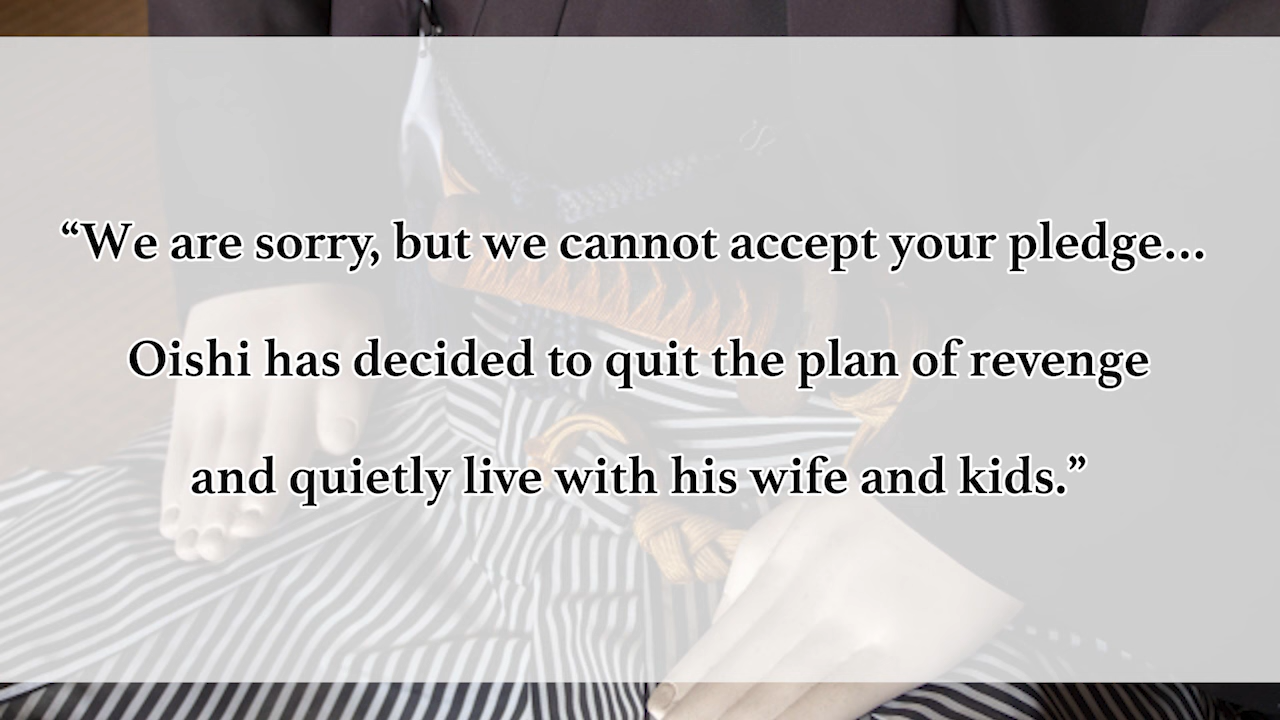 “We are sorry, but we cannot accept your pledge...
Oishi has decided to quit the plan of revenge
and quietly live with his wife and kids.”